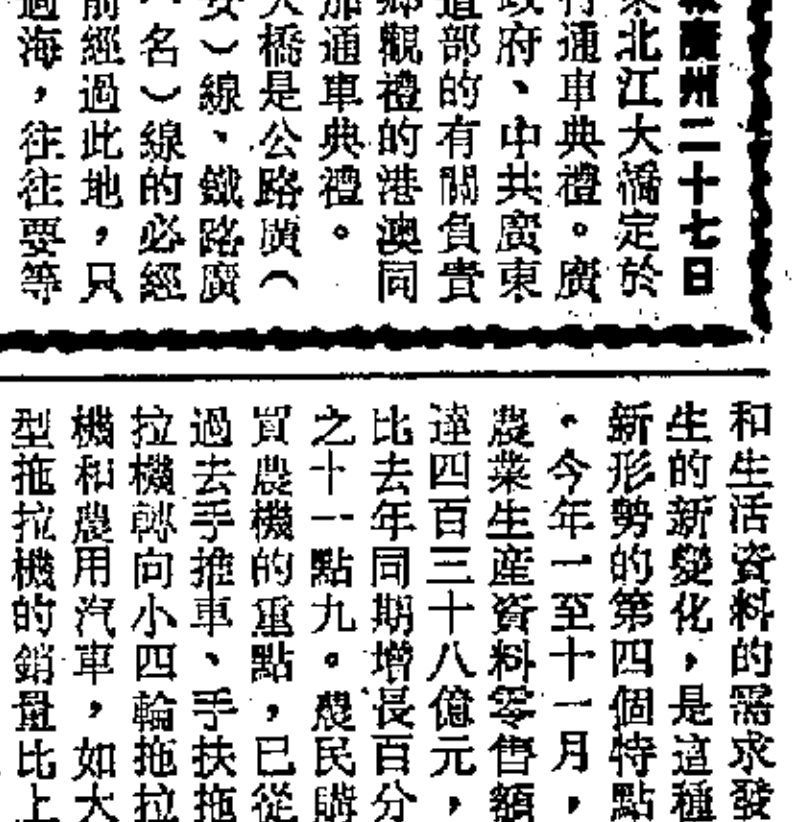 廣州二十七日
北江大橋定於
行通車典禮。廣
政府、中共廣東
道部的有關負責
鄉觀禮的港澳同
加通車典禮。
大橋是公路廣（
安）線、鐵路廣
名）線的必經
前經過此地，只
過海，往往要等
和生活資料的需求發
生的新變化，是這種
新形勢的第四個特點
。今年一至十一月，
農業生產資料零售額
達四百三十八億元，
比去年同期增長百分
之十一點九。農民購
買農機的重點，已從
過去手推車、手扶拖
拉機轉向小四輪拖拉
機和農用汽車，如大
型拖拉機的銷量比上